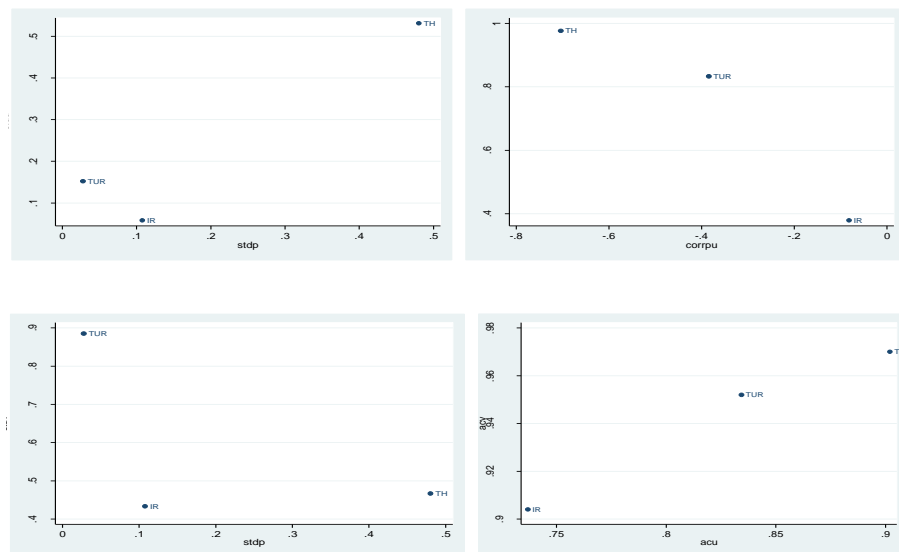 .5
TH
.4
.3
.2
TUR
.1
IR
0 .1 .2 .3 .4 .5
stdp
1
TH
TUR
.8
.6
.4
IR
-.8 -.6 -.4 -.2 0
corrpu
.9
TUR
.8
.7
.6
.5
TH
IR
.4
0 .1 .2 .3 .4 .5
stdp
.98
T
.96
TUR
acv
.94
.92
IR
.9
.75 .8 .85 .9
acu